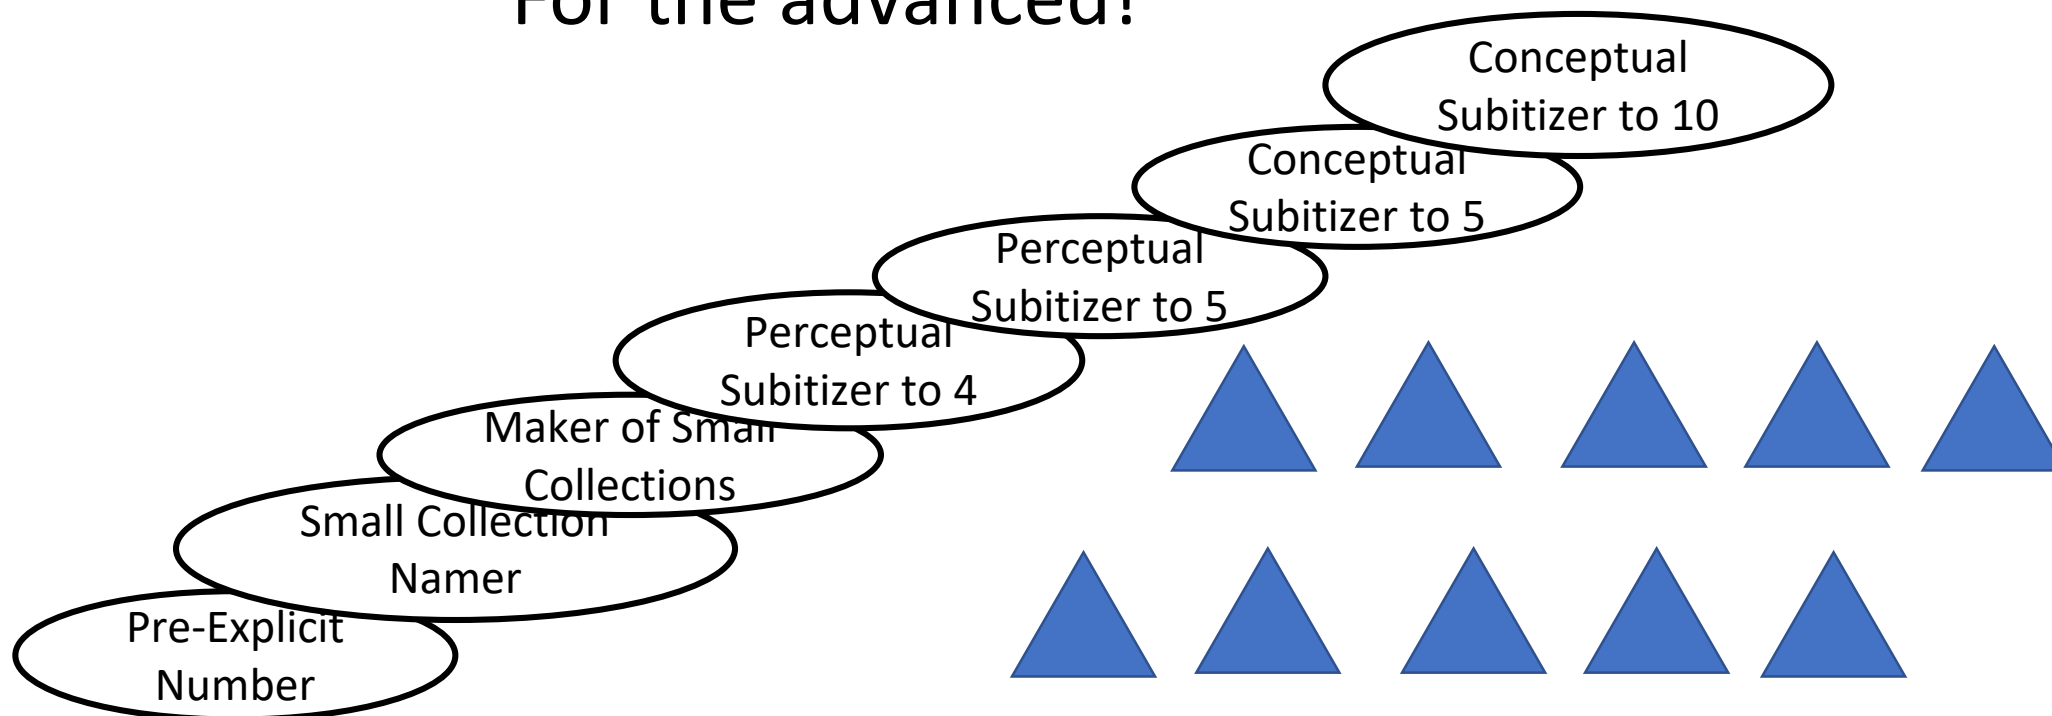 For the advanced!
Conceptual
Subitizer to 10
Conceptual
Subitizer to 5
Perceptual
Subitizer to 5
Perceptual
Subitizer to 4
Maker of Small
Collections
Small Collection
Namer
Pre-Explicit
Number